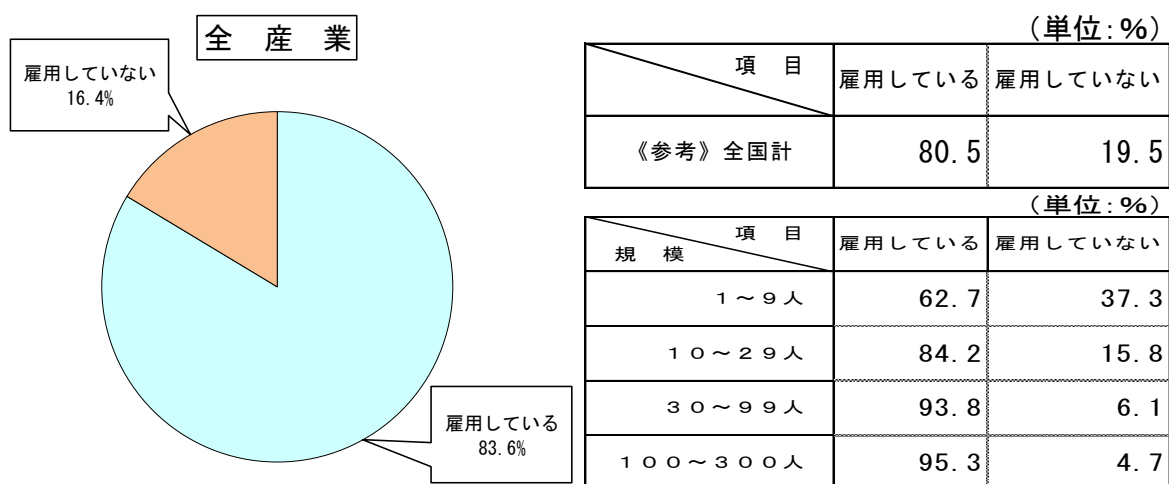 全 産 業
雇用していない
16.4%
雇用している
83.6%
(単位:%)
項 目 雇用している 雇用していない
《参考》全国計 80.5 19.5
(単位:%)
項 目 雇用している 雇用していない
規 模
1～9人 62.7 37.3
10～29人 84.2 15.8
30～99人 93.8 6.1
100～300人 95.3 4.7